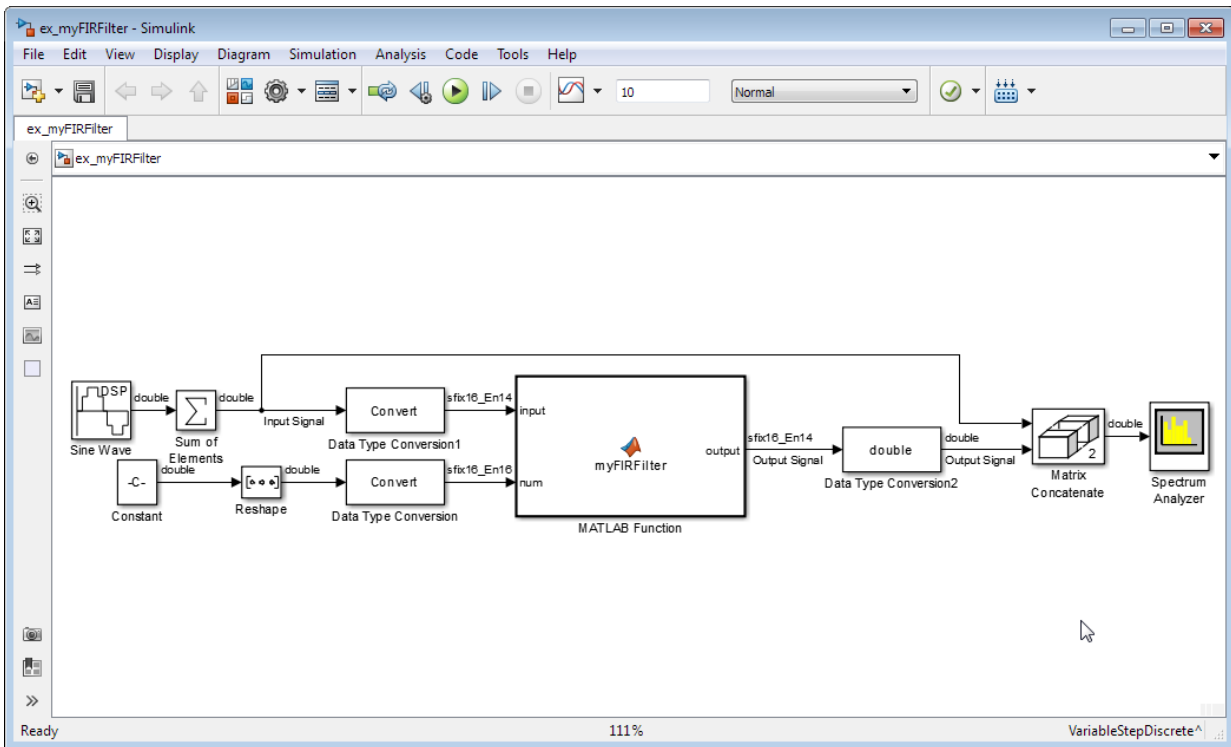 ex_myFIRFilter - Simulink
File Edit View Display Diagram Simulation Analysis Code Tools Help
10 Normal
ex_myFIRFilter
ex_myFIRFilter
DSP
double
double
Input Signal
Sine Wave
Sum of
Elements
Convert
Data Type Conversion1
sfix16_En14
-C-
Constant
double
Reshape
double
Convert
Data Type Conversion
sfix16_En16
input
num
myFIRFilter
output
MATLAB Function
sfix16_En14
Output Signal
double
Data Type Conversion2
double
Output Signal
2
Matrix
Concatenate
double
Spectrum
Analyzer
Ready 111% VariableStepDiscrete^